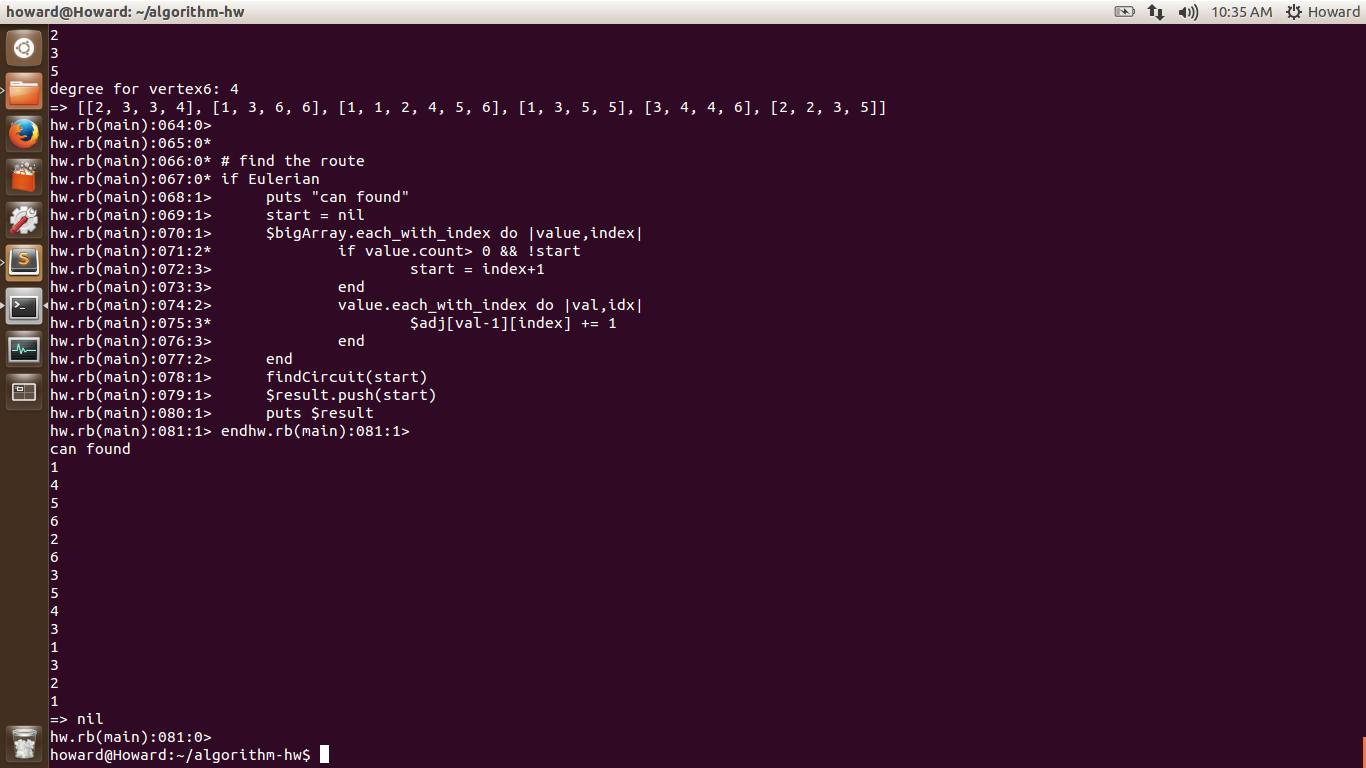 howard@Howard: ~/algorithm-hw 10:35 AM Howard
2
3
5
degree for vertex6: 4
=> [[2, 3, 3, 4], [1, 3, 6, 6], [1, 1, 2, 4, 5, 6], [1, 3, 5, 5], [3, 4, 4, 6], [2, 2, 3, 5]]
hw.rb(main):064:0>
hw.rb(main):065:0*
hw.rb(main):066:0* # find the route
hw.rb(main):067:0* if Eulerian
hw.rb(main):068:1>      puts "can found"
hw.rb(main):069:1>      start = nil
hw.rb(main):070:1>      $bigArray.each_with_index do |value,index|
hw.rb(main):071:2*              if value.count> 0 && !start
hw.rb(main):072:3>                      start = index+1
hw.rb(main):073:3>              end
hw.rb(main):074:2>              value.each_with_index do |val,idx|
hw.rb(main):075:3*                      $adj[val-1][index] += 1
hw.rb(main):076:3>              end
hw.rb(main):077:2>      end
hw.rb(main):078:1>      findCircuit(start)
hw.rb(main):079:1>      $result.push(start)
hw.rb(main):080:1>      puts $result
hw.rb(main):081:1> endhw.rb(main):081:1>
can found
1
4
5
6
2
6
3
5
4
3
1
3
2
1
=> nil
hw.rb(main):081:0>
howard@Howard:~/algorithm-hw$